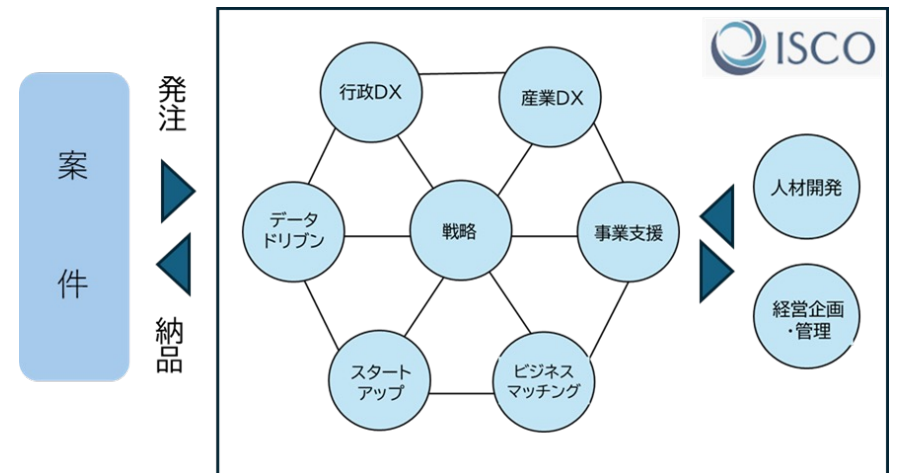 ISCO
案件
発注
納品
行政DX
産業DX
データ
ドリブン
戦略
事業支援
スタート
アップ
ビジネス
マッチング
人材開発
経営企画
・管理